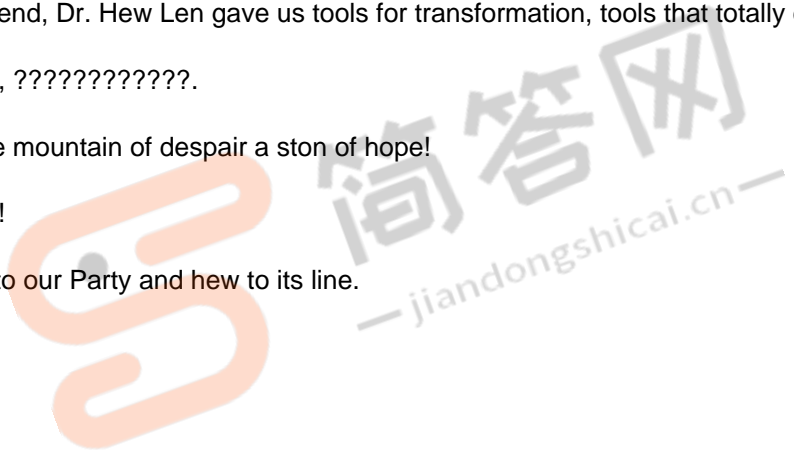 end, Dr. Hew Len gave us tools for transformation, tools that totally
, ????????????.
e mountain of despair a ston of hope!
!
to our Party and hew to its line.
简答网
jiandongshicai.cn